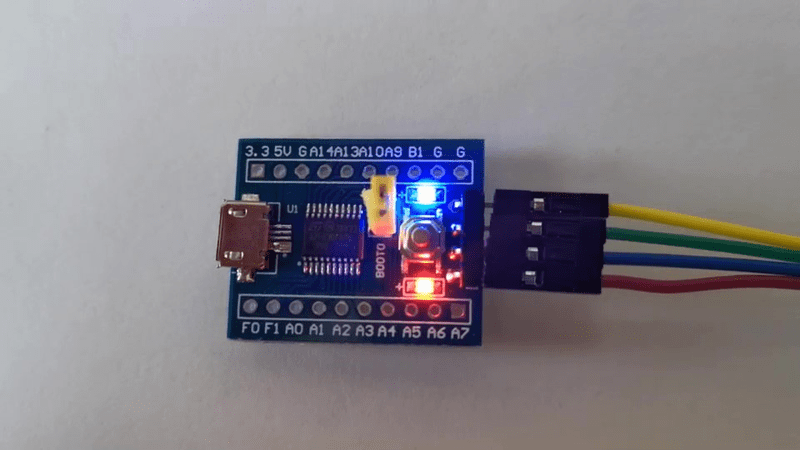 3.3 5V G A14 A13 A10 A9 B1 G G
U1
BOOT0
F0 F1 A0 A1 A2 A3 A4 A5 A6 A7